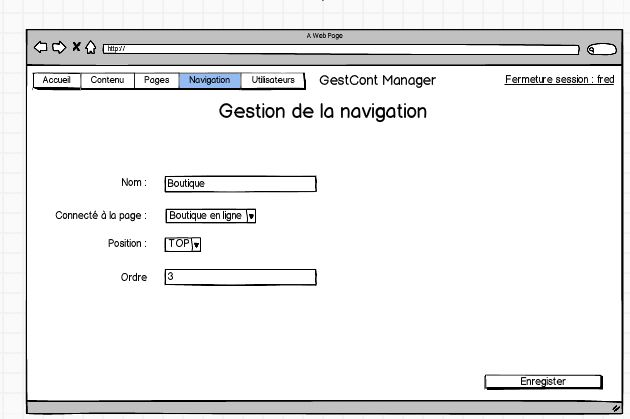 A Web Page
http://
Accueil Contenu Pages Navigation Utilisateurs GestCont Manager Fermeture session : fred
Gestion de la navigation
Nom : Boutique
Connecté à la page : Boutique en ligne
Position : TOP
Ordre 3
Enregister